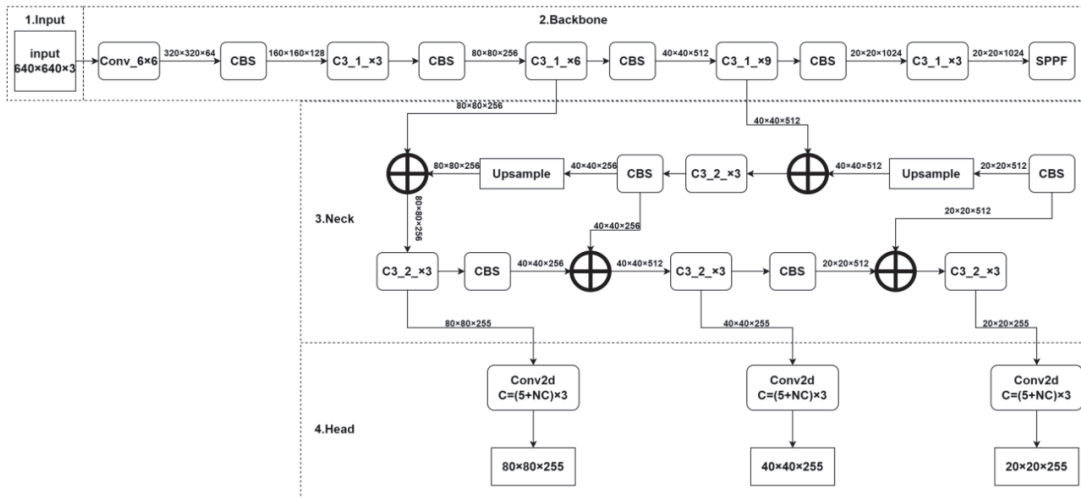 1.Input
2.Backbone
input
640×640×3
Conv_6×6
320×320×64
CBS
160×160×128
C3_1_×3
CBS
80×80×256
C3_1_×6
CBS
40×40×512
C3_1_×9
CBS
20×20×1024
C3_1_×3
20×20×1024
SPPF
80×80×256
40×40×512
80×80×256
Upsample
40×40×256
CBS
C3_2_×3
40×40×512
Upsample
20×20×512
CBS
3.Neck
80×80×256
40×40×256
20×20×512
C3_2_×3
CBS
40×40×256
40×40×512
C3_2_×3
CBS
20×20×512
C3_2_×3
80×80×255
40×40×255
20×20×255
Conv2d
C=(5+NC)×3
Conv2d
C=(5+NC)×3
Conv2d
C=(5+NC)×3
4.Head
80×80×255
40×40×255
20×20×255